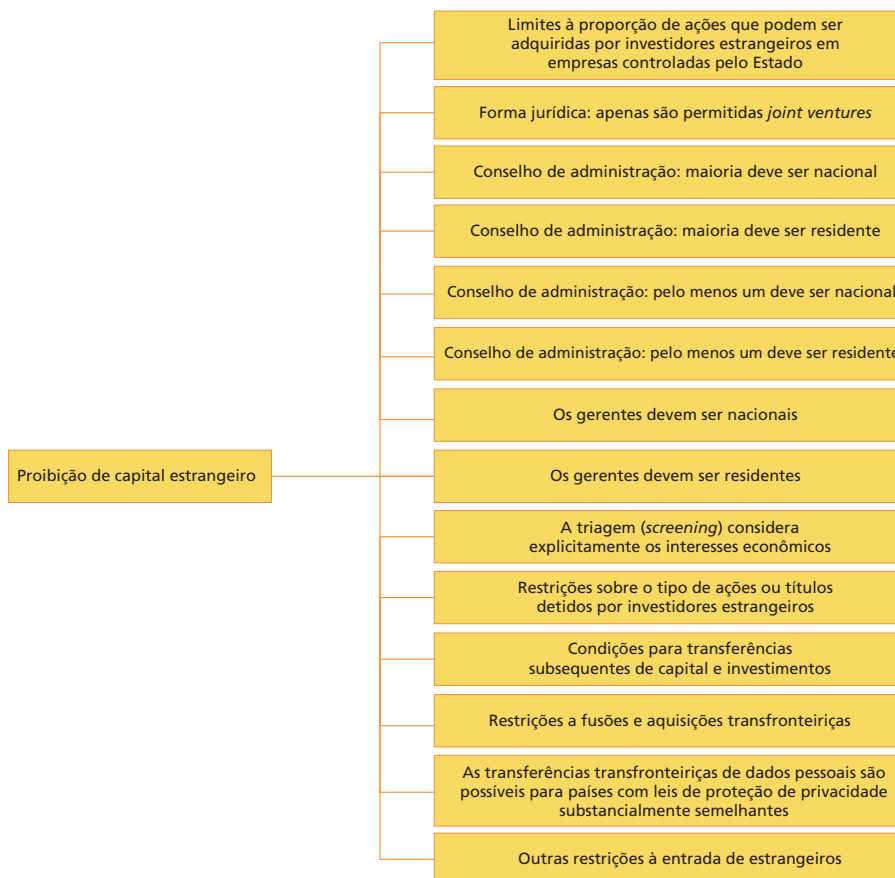 Limites à proporção de ações que podem ser
adquiridas por investidores estrangeiros em
empresas controladas pelo Estado
Forma jurídica: apenas são permitidas joint ventures
Conselho de administração: maioria deve ser nacional
Conselho de administração: maioria deve ser residente
Conselho de administração: pelo menos um deve ser nacional
Conselho de administração: pelo menos um deve ser residente
Os gerentes devem ser nacionais
Proibição de capital estrangeiro
Os gerentes devem ser residentes
A triagem (screening) considera
explicitamente os interesses econômicos
Restrições sobre o tipo de ações ou títulos
detidos por investidores estrangeiros
Condições para transferências
subsequentes de capital e investimentos
Restrições a fusões e aquisições transfronteiriças
As transferências transfronteiriças de dados pessoais são
possíveis para países com leis de proteção de privacidade
substancialmente semelhantes
Outras restrições à entrada de estrangeiros